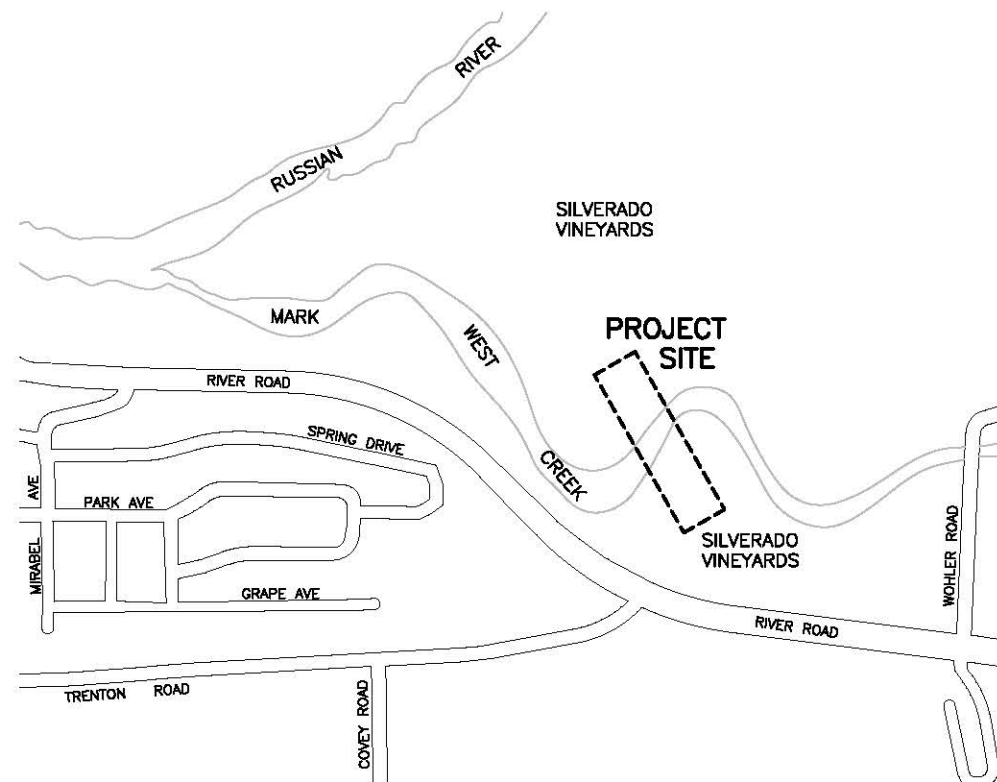 RUSSIAN RIVER
SILVERADO
VINEYARDS
MARK WEST CREEK
PROJECT
SITE
RIVER ROAD
SPRING DRIVE
PARK AVE
MIRABEL AVE
GRAPE AVE
SILVERADO
VINEYARDS
WOHLER ROAD
RIVER ROAD
TRENTON ROAD
COVEY ROAD